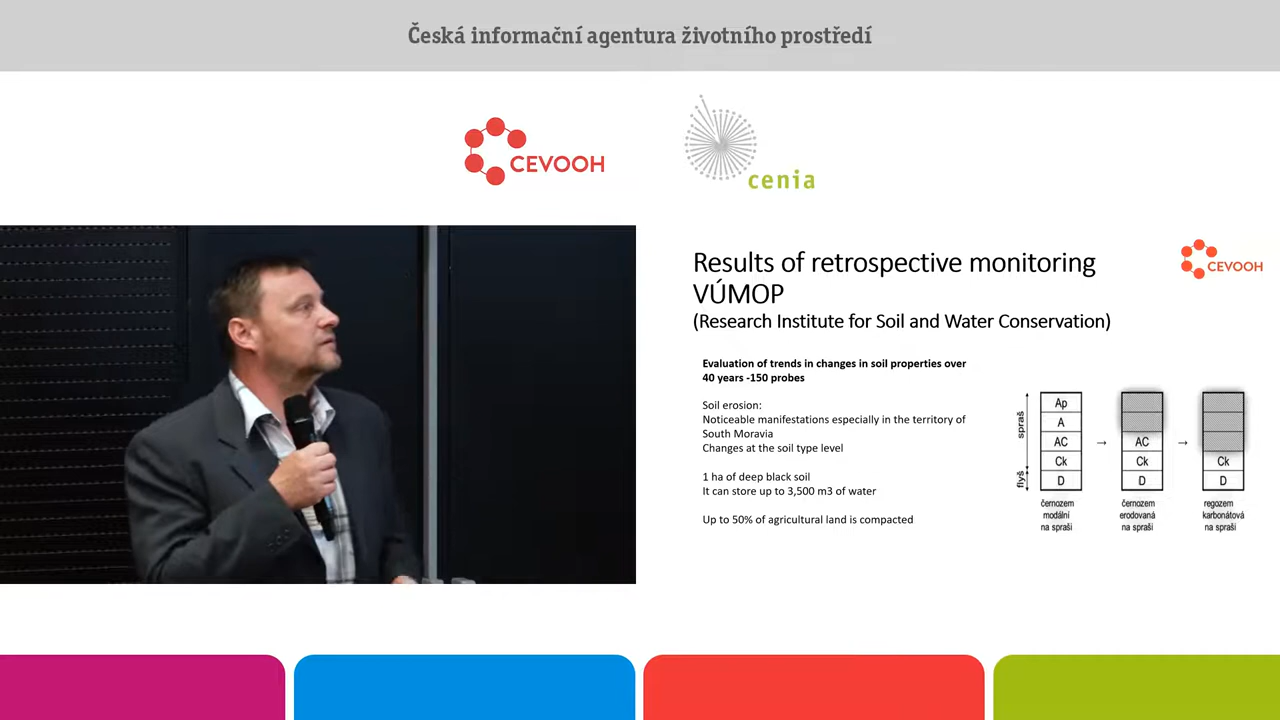 Česká informační agentura životního prostředí
CEVOOH
cenia
Results of retrospective monitoring
VÚMOP
(Research Institute for Soil and Water Conservation)
CEVOOH
Evaluation of trends in changes in soil properties over
40 years -150 probes
Soil erosion:
Noticeable manifestations especially in the territory of
South Moravia
Changes at the soil type level
1 ha of deep black soil
It can store up to 3,500 m3 of water
Up to 50% of agricultural land is compacted
spraš
flyš
Ap
A
AC
Ck
D
černozem
modální
na spraši
→
AC
Ck
D
černozem
erodovaná
na spraši
→
Ck
D
regozem
karbonátová
na spraši